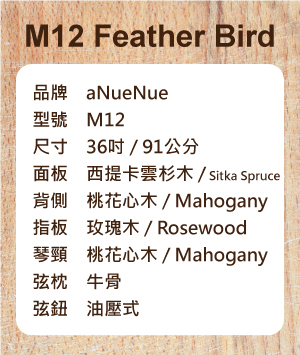 M12 Feather Bird
品牌 aNueNue
型號 M12
尺寸 36吋 / 91公分
面板 西提卡雲杉木 / Sitka Spruce
背側 桃花心木 / Mahogany
指板 玫瑰木 / Rosewood
琴頸 桃花心木 / Mahogany
弦枕 牛骨
弦鈕 油壓式